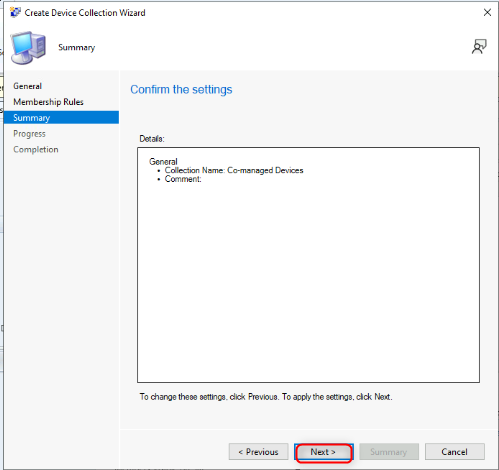 Create Device Collection Wizard
Summary
General
Membership Rules
Summary
Progress
Completion
Confirm the settings
Details:
General
• Collection Name: Co-managed Devices
• Comment:
To change these settings, click Previous. To apply the settings, click Next.
< Previous
Next >
Summary
Cancel